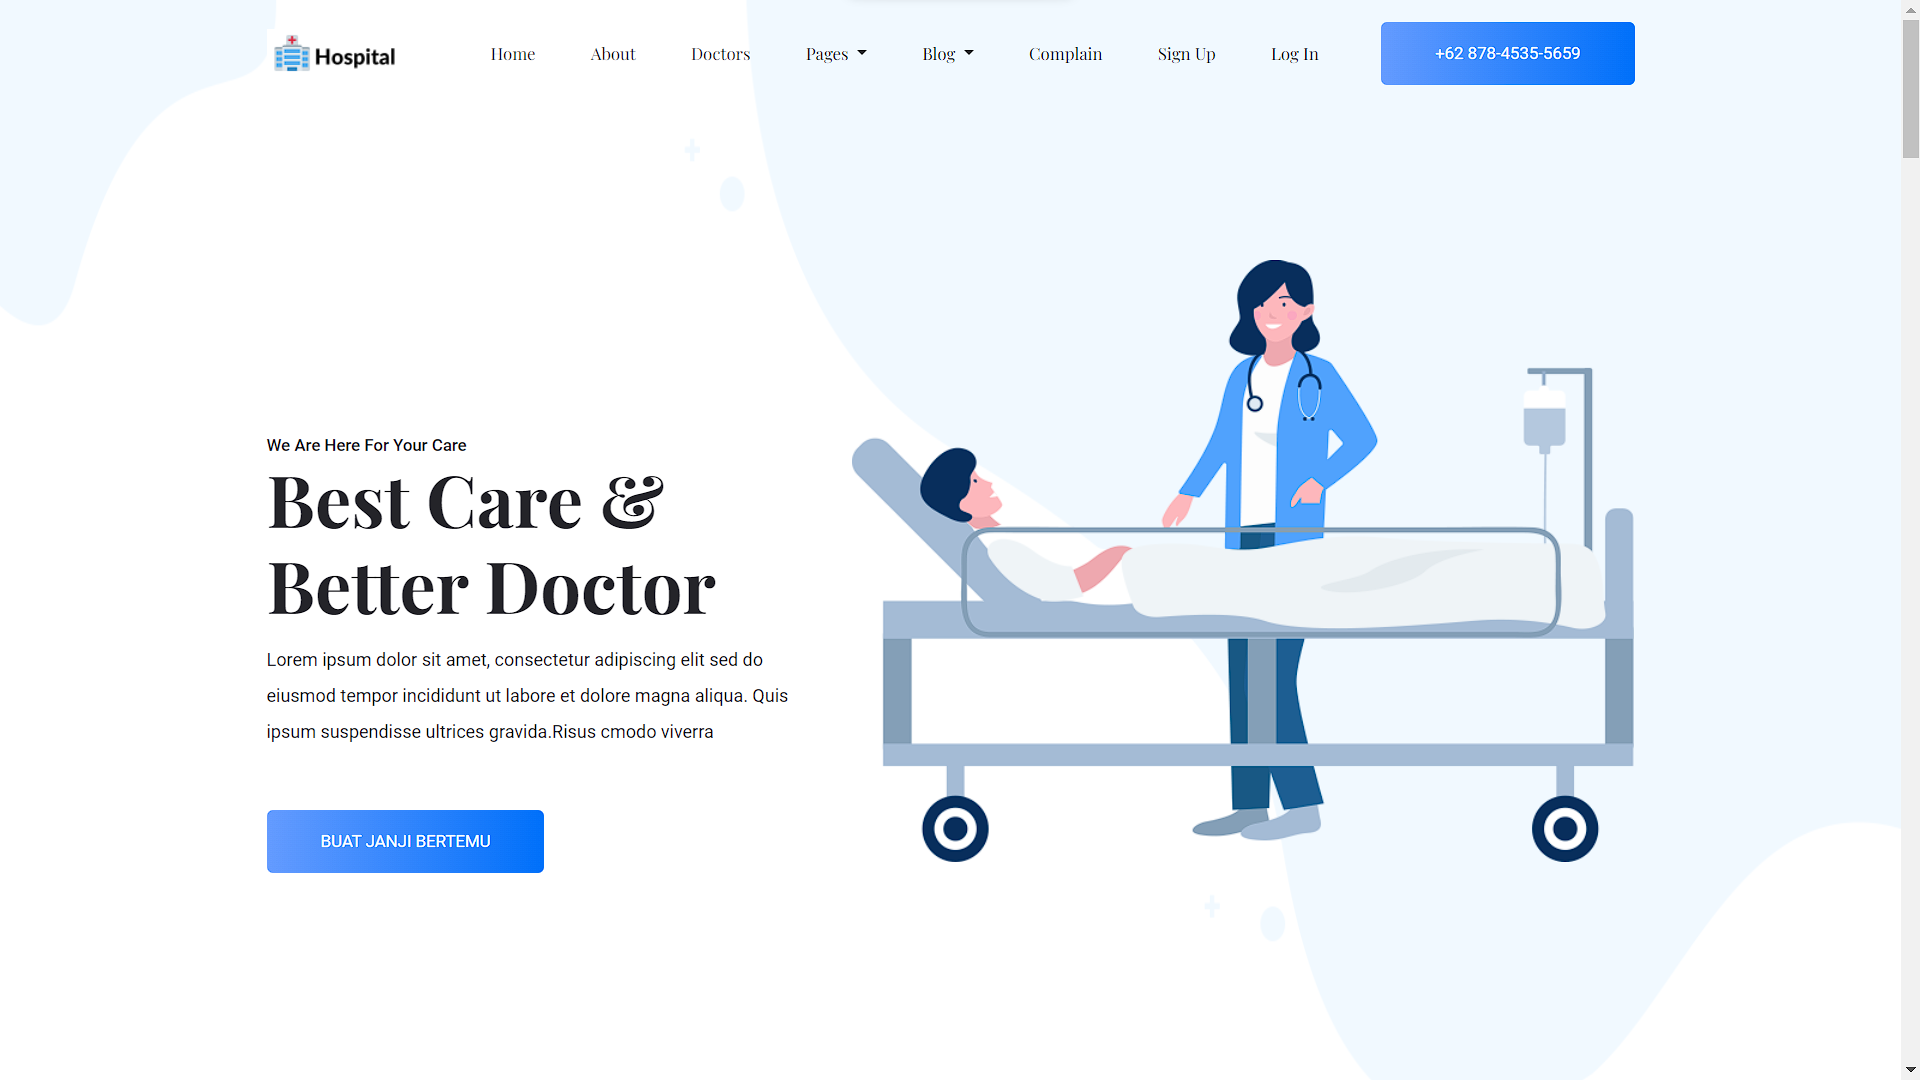 Hospital
Home About Doctors Pages Blog Complain Sign Up Log In +62 878-4535-5659
We Are Here For Your Care
Best Care &
Better Doctor
Lorem ipsum dolor sit amet, consectetur adipiscing elit sed do
eiusmod tempor incididunt ut labore et dolore magna aliqua. Quis
ipsum suspendisse ultrices gravida.Risus cmodo viverra
BUAT JANJI BERTEMU